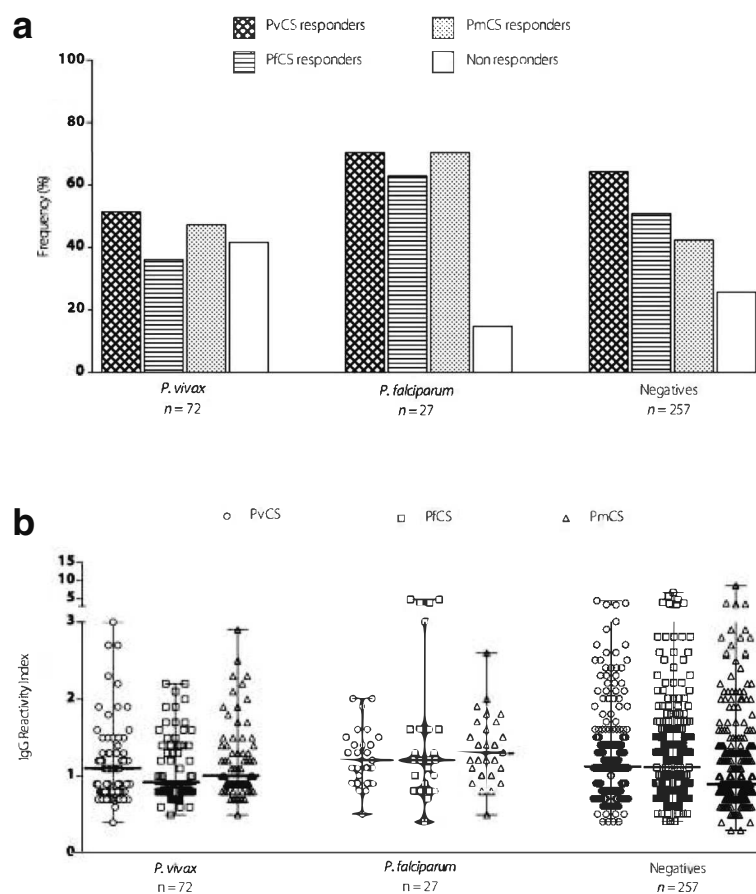 a
PvCS responders PmCS responders
PfCS responders Non responders
100
80
60
40
20
0
Frequency (%)
P. vivax P. falciparum Negatives
n = 72 n = 27 n = 257
b
PvCS PfCS PmCS
15
10
5
3
2
1
0
IgG Reactivity Index
P. vivax P. falciparum Negatives
n = 72 n = 27 n = 257